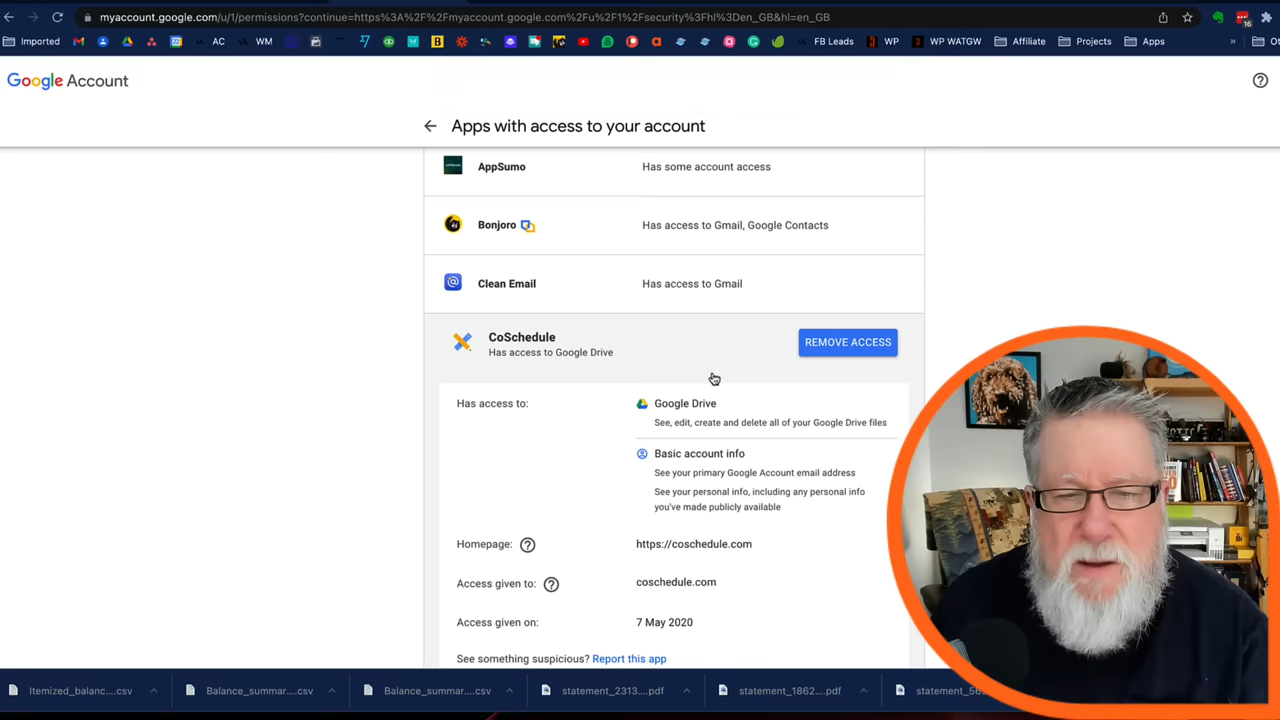 myaccount.google.com/u/1/permissions?continue=https%3A%2F%2Fmyaccount.google.com%2Fu%2F1%2Fsecurity%3Fhl%3Den_GB&hl=en_GB
16
Imported
22
AC
WM
FB Leads
WP
WP WATGW
Affiliate
Projects
Apps
»
Ot
Google Account
Apps with access to your account
AppSumo
Has some account access
Bonjoro
Has access to Gmail, Google Contacts
Clean Email
Has access to Gmail
CoSchedule
Has access to Google Drive
REMOVE ACCESS
Has access to:
Google Drive
See, edit, create and delete all of your Google Drive files
Basic account info
See your primary Google Account email address
See your personal info, including any personal info
you've made publicly available
Homepage:
https://coschedule.com
Access given to:
coschedule.com
Access given on:
7 May 2020
See something suspicious? Report this app
Itemized_balanc....csv
Balance_summar....csv
Balance_summar....csv
statement_2313....pdf
statement_1862....pdf